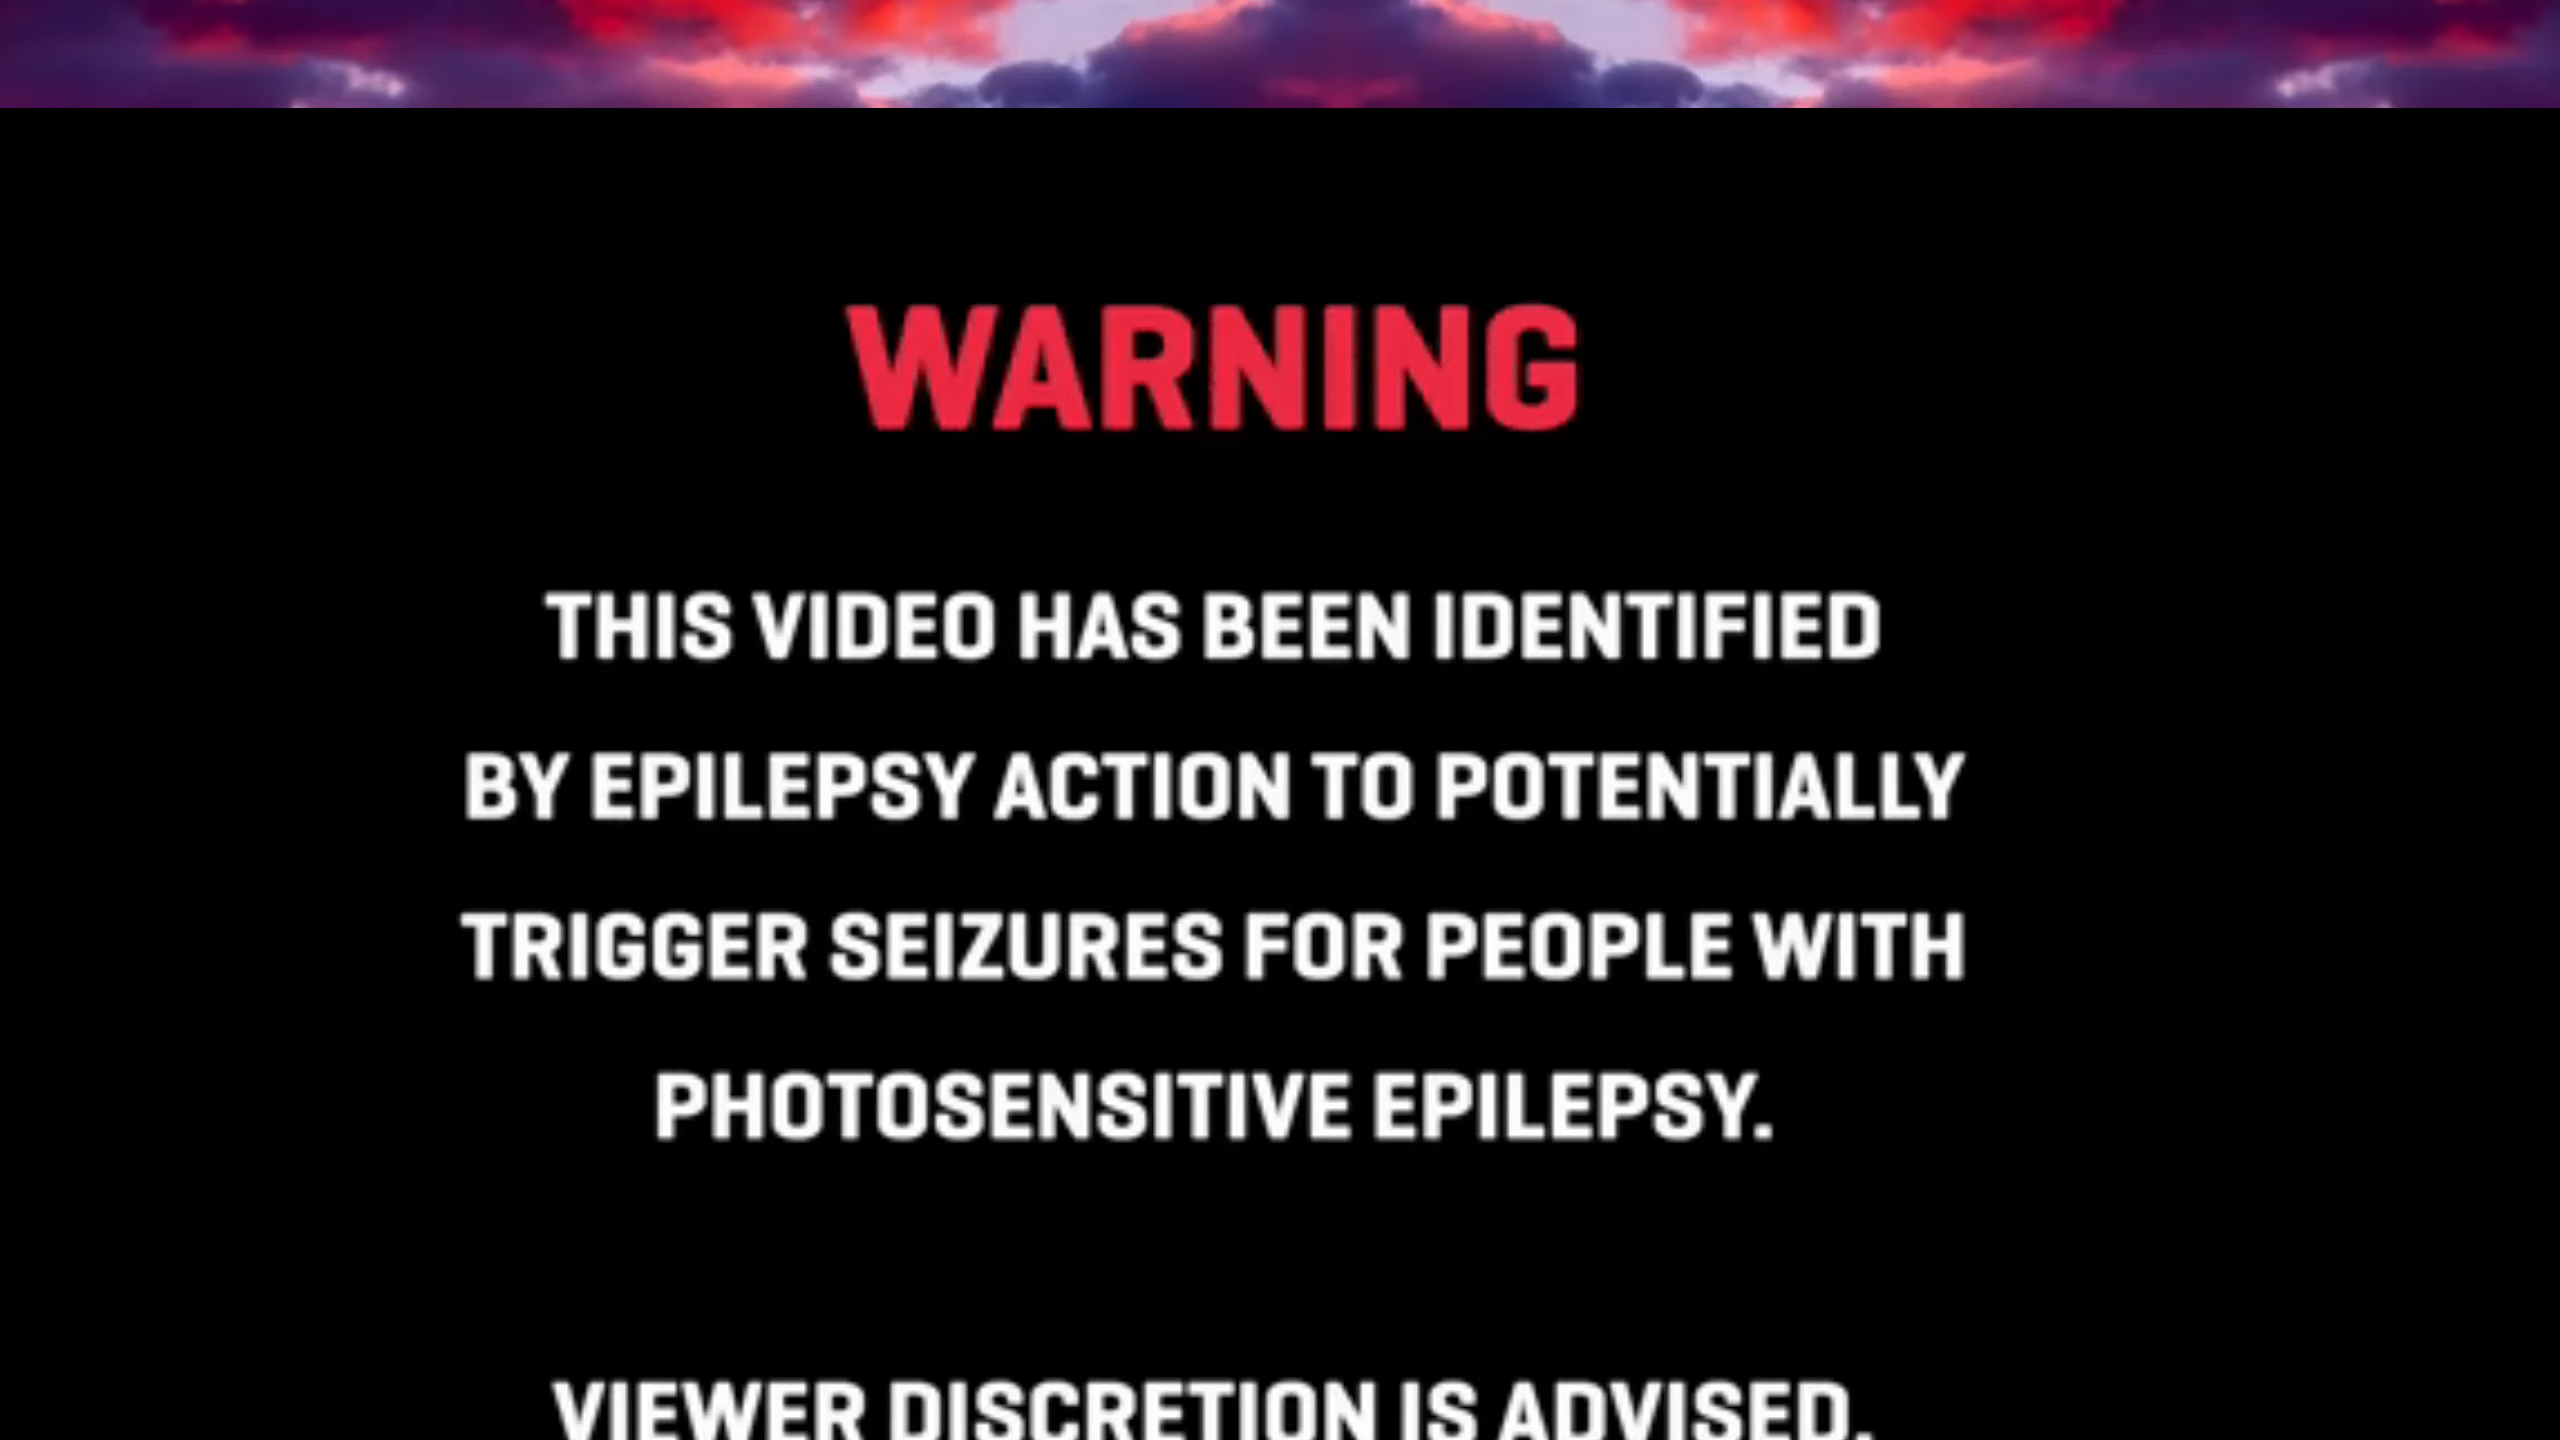 WARNING
THIS VIDEO HAS BEEN IDENTIFIED
BY EPILEPSY ACTION TO POTENTIALLY
TRIGGER SEIZURES FOR PEOPLE WITH
PHOTOSENSITIVE EPILEPSY.
VIEWER DISCRETION IS ADVISED.